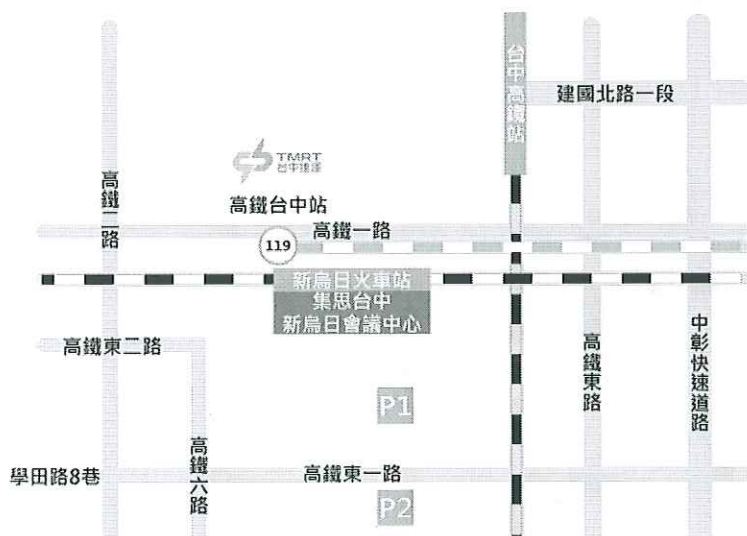 台中高鐵站
建國北路一段
TMRT
台中捷運
高鐵二路
高鐵台中站
119
高鐵一路
新烏日火車站
集思台中
新烏日會議中心
高鐵東二路
高鐵東路
中彰快速道路
P1
高鐵六路
學田路8巷
高鐵東一路
P2